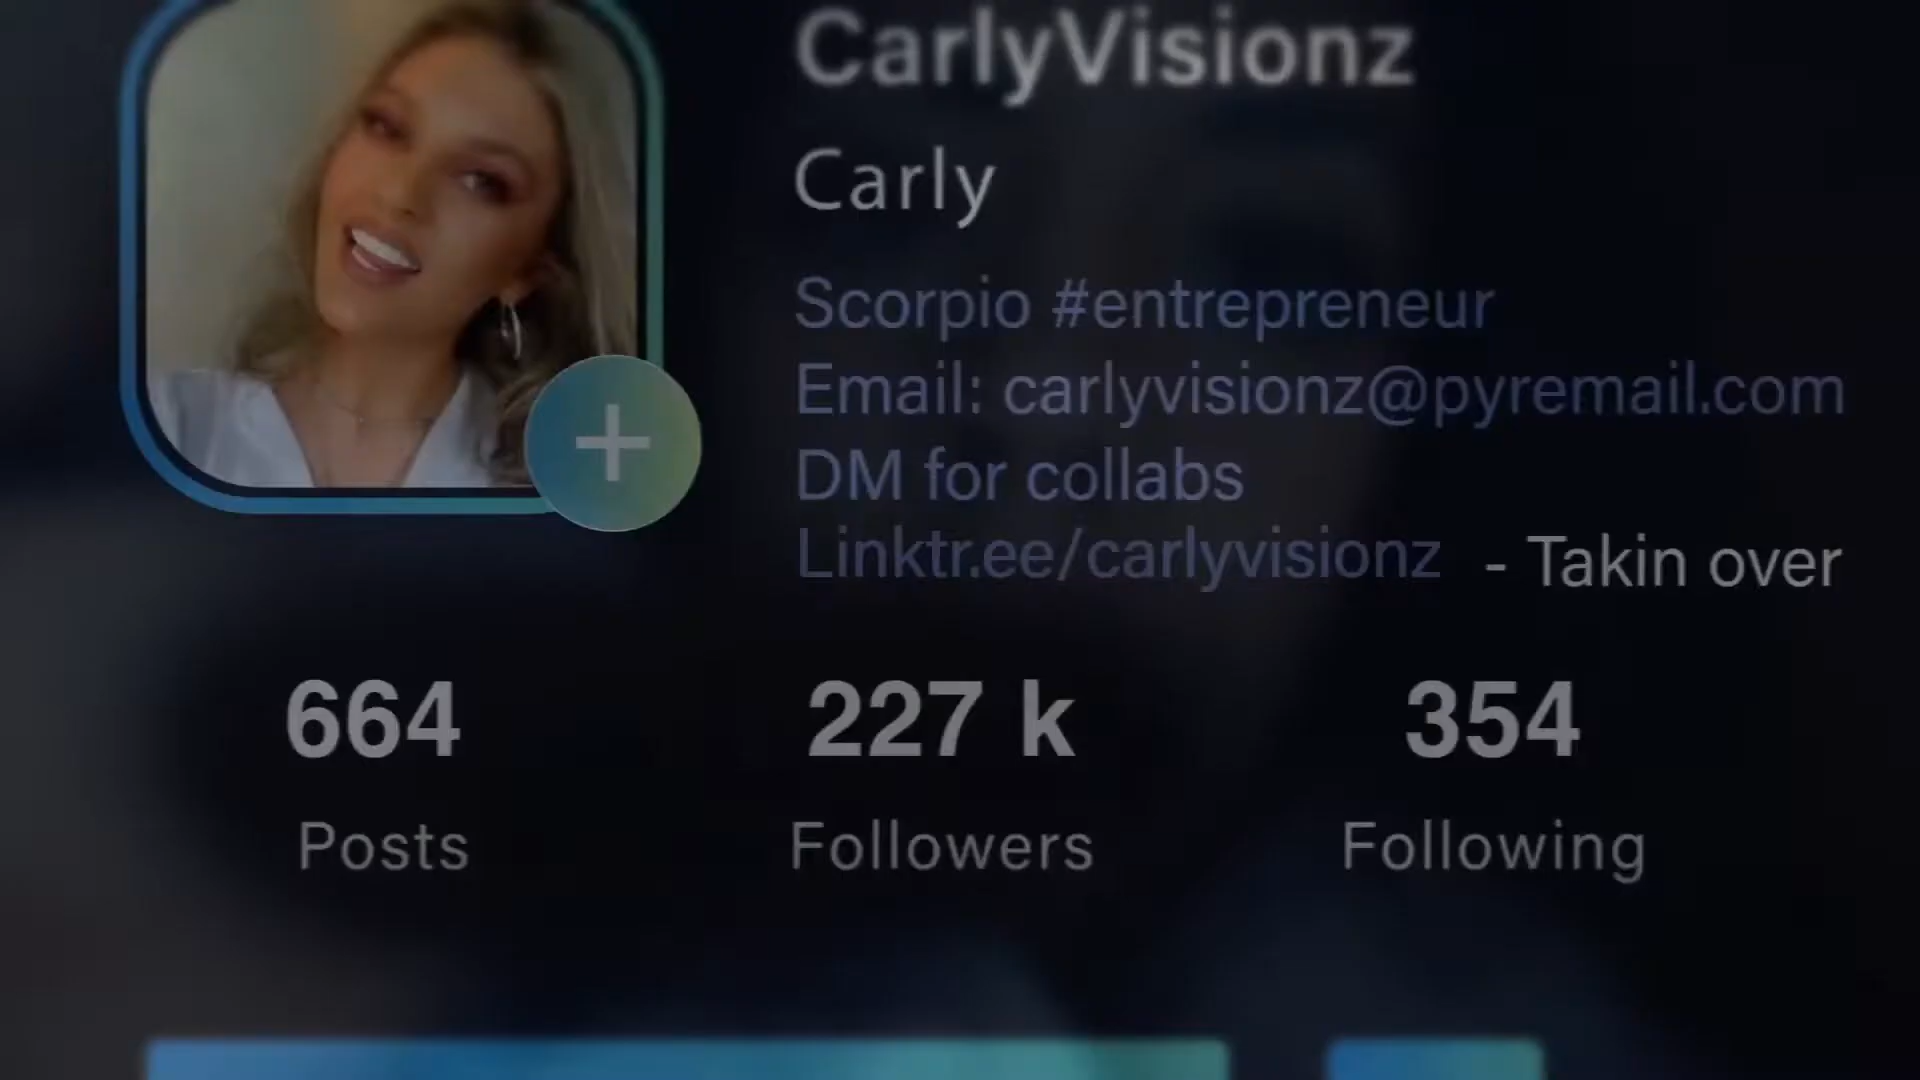 CarlyVisionz
Carly
Scorpio #entrepreneur
Email: carlyvisionz@pyremail.com
DM for collabs
Linktr.ee/carlyvisionz - Takin over
664 227 k 354
Posts Followers Following